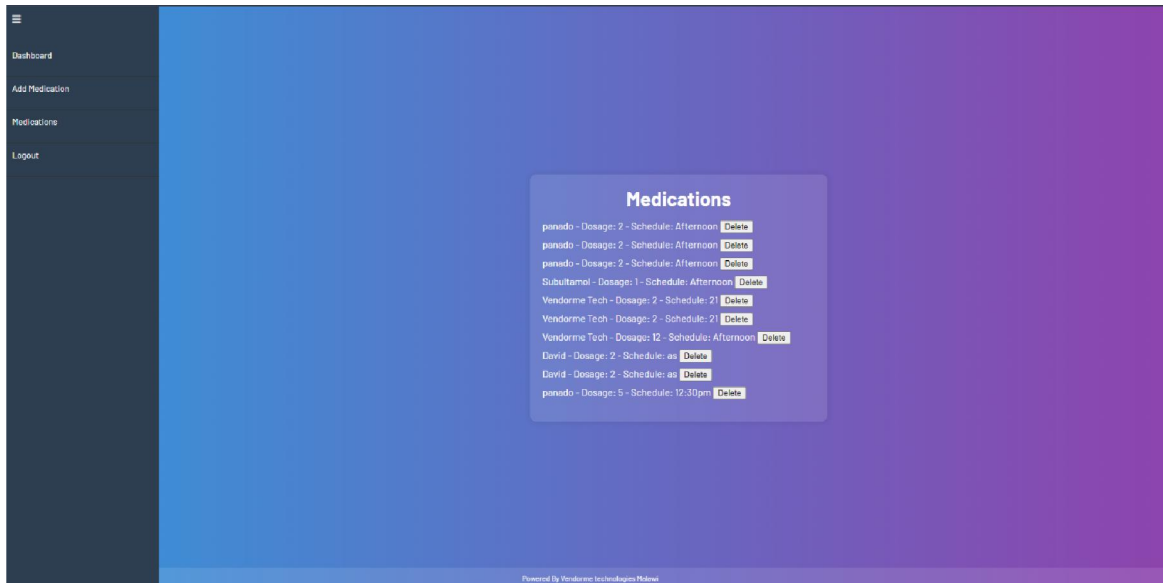 Dashboard
Add Medication
Medications
Logout
Medications
panado - Dosage: 2 - Schedule: Afternoon Delete
panado - Dosage: 2 - Schedule: Afternoon Delete
panado - Dosage: 2 - Schedule: Afternoon Delete
Subultamol - Dosage: 1 - Schedule: Afternoon Delete
Vendorme Tech - Dosage: 2 - Schedule: 21 Delete
Vendorme Tech - Dosage: 2 - Schedule: 21 Delete
Vendorme Tech - Dosage: 12 - Schedule: Afternoon Delete
David - Dosage: 2 - Schedule: as Delete
David - Dosage: 2 - Schedule: as Delete
panado - Dosage: 5 - Schedule: 12:30pm Delete
Powered By Vendorme technologies Malawi